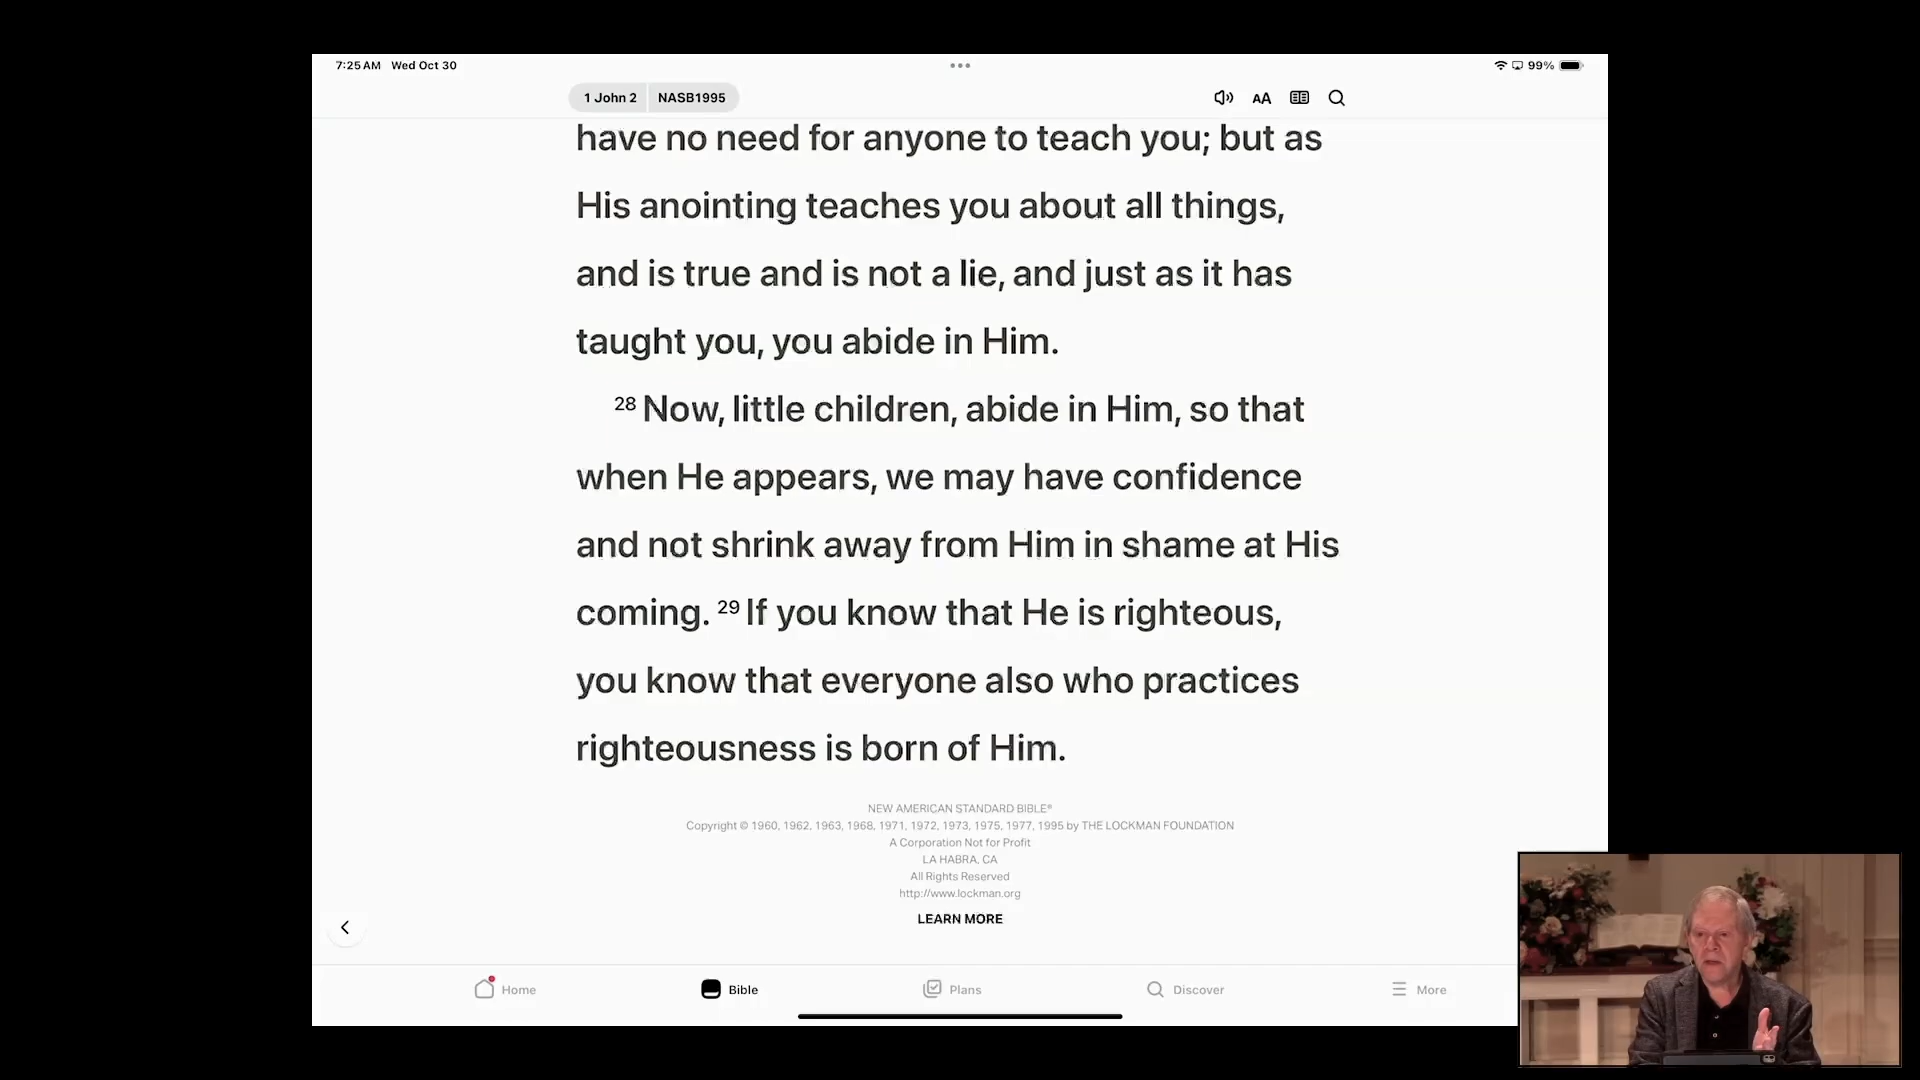 7:25 AM Wed Oct 30
99%
1 John 2 NASB1995
AA
have no need for anyone to teach you; but as
His anointing teaches you about all things,
and is true and is not a lie, and just as it has
taught you, you abide in Him.
28 Now, little children, abide in Him, so that
when He appears, we may have confidence
and not shrink away from Him in shame at His
coming. 29 If you know that He is righteous,
you know that everyone also who practices
righteousness is born of Him.
NEW AMERICAN STANDARD BIBLE®
Copyright © 1960, 1962, 1963, 1968, 1971, 1972, 1973, 1975, 1977, 1995 by THE LOCKMAN FOUNDATION
A Corporation Not for Profit
LA HABRA, CA
All Rights Reserved
http://www.lockman.org
LEARN MORE
Home Bible Plans Discover More